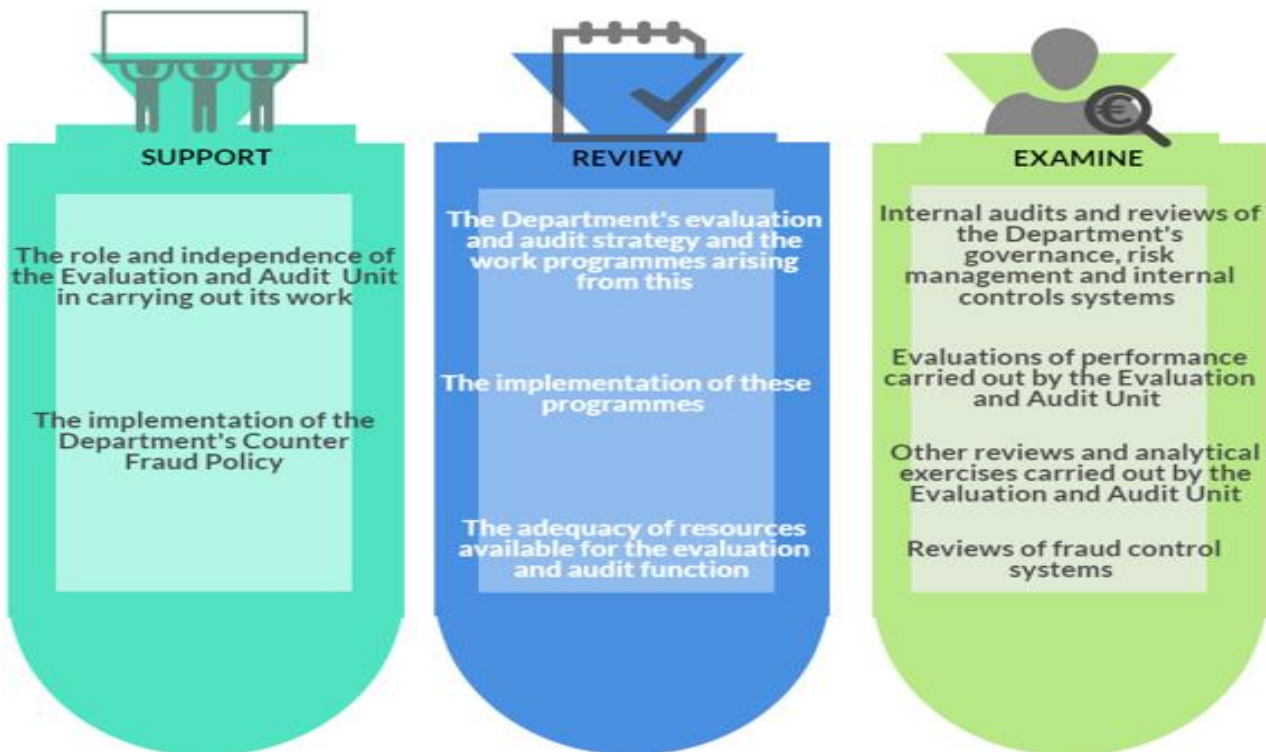 SUPPORT
The role and independence of
the Evaluation and Audit Unit
in carrying out its work
The implementation of the
Department's Counter
Fraud Policy
REVIEW
The Department's evaluation
and audit strategy and the
work programmes arising
from this
The implementation of these
programmes
The adequacy of resources
available for the evaluation
and audit function
EXAMINE
€
Internal audits and reviews of
the Department's
governance, risk
management and internal
controls systems
Evaluations of performance
carried out by the Evaluation
and Audit Unit
Other reviews and analytical
exercises carried out by the
Evaluation and Audit Unit
Reviews of fraud control
systems